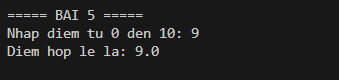 ===== BAI 5 =====
Nhap diem tu 0 den 10: 9
Diem hop le la: 9.0